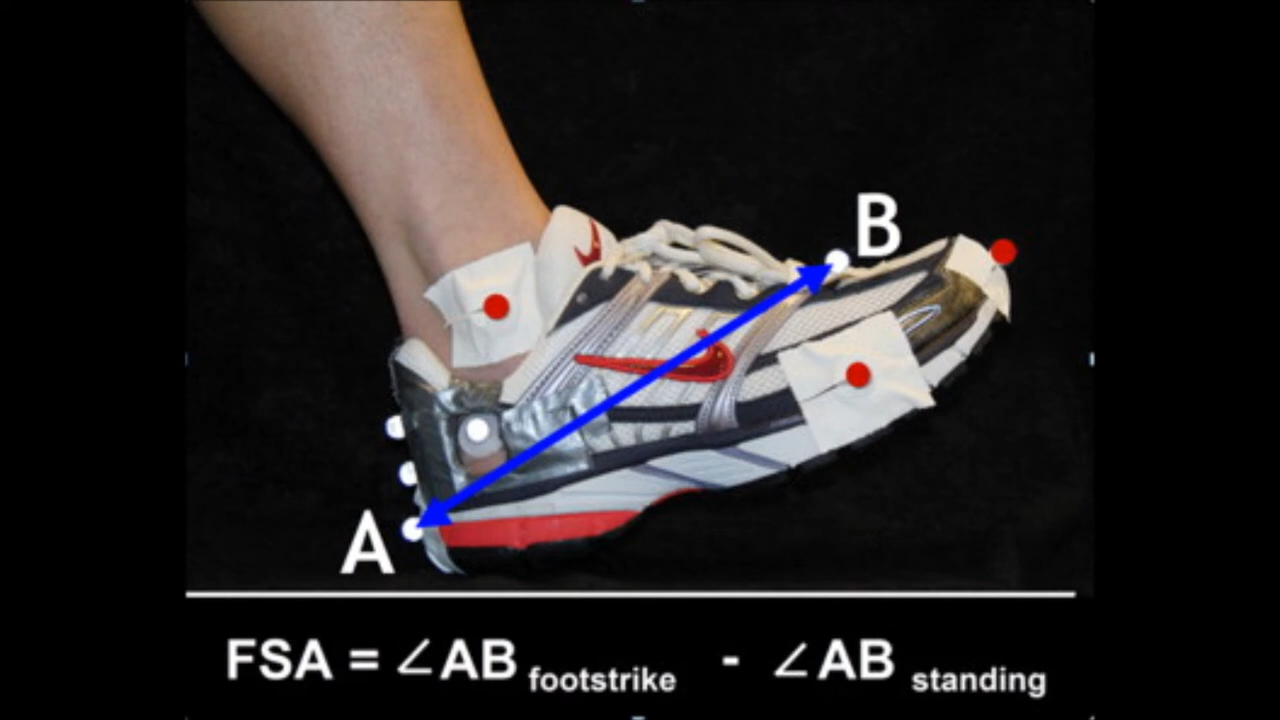 B
A
FSA = ∠AB footstrike - ∠AB standing